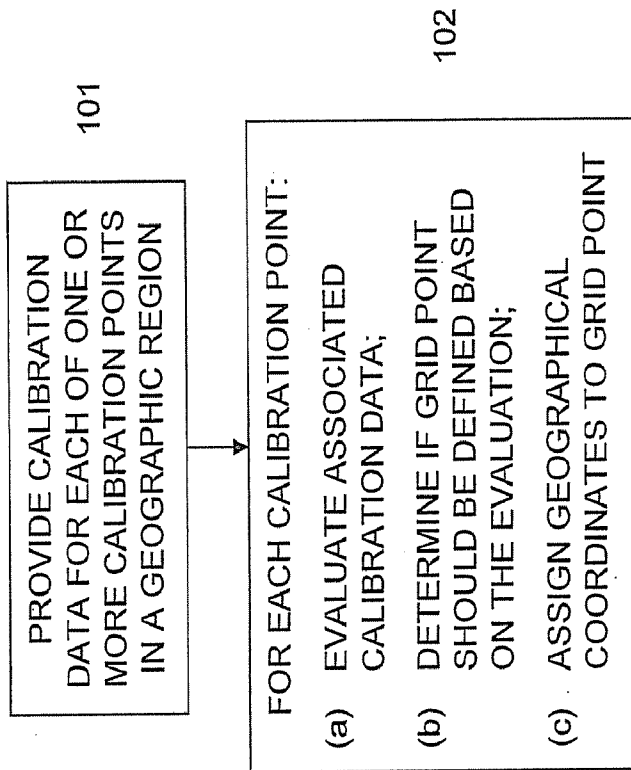 PROVIDE CALIBRATION
DATA FOR EACH OF ONE OR
MORE CALIBRATION POINTS
IN A GEOGRAPHIC REGION
101
FOR EACH CALIBRATION POINT:
(a) EVALUATE ASSOCIATED
CALIBRATION DATA;
(b) DETERMINE IF GRID POINT
SHOULD BE DEFINED BASED
ON THE EVALUATION;
(c) ASSIGN GEOGRAPHICAL
COORDINATES TO GRID POINT
102